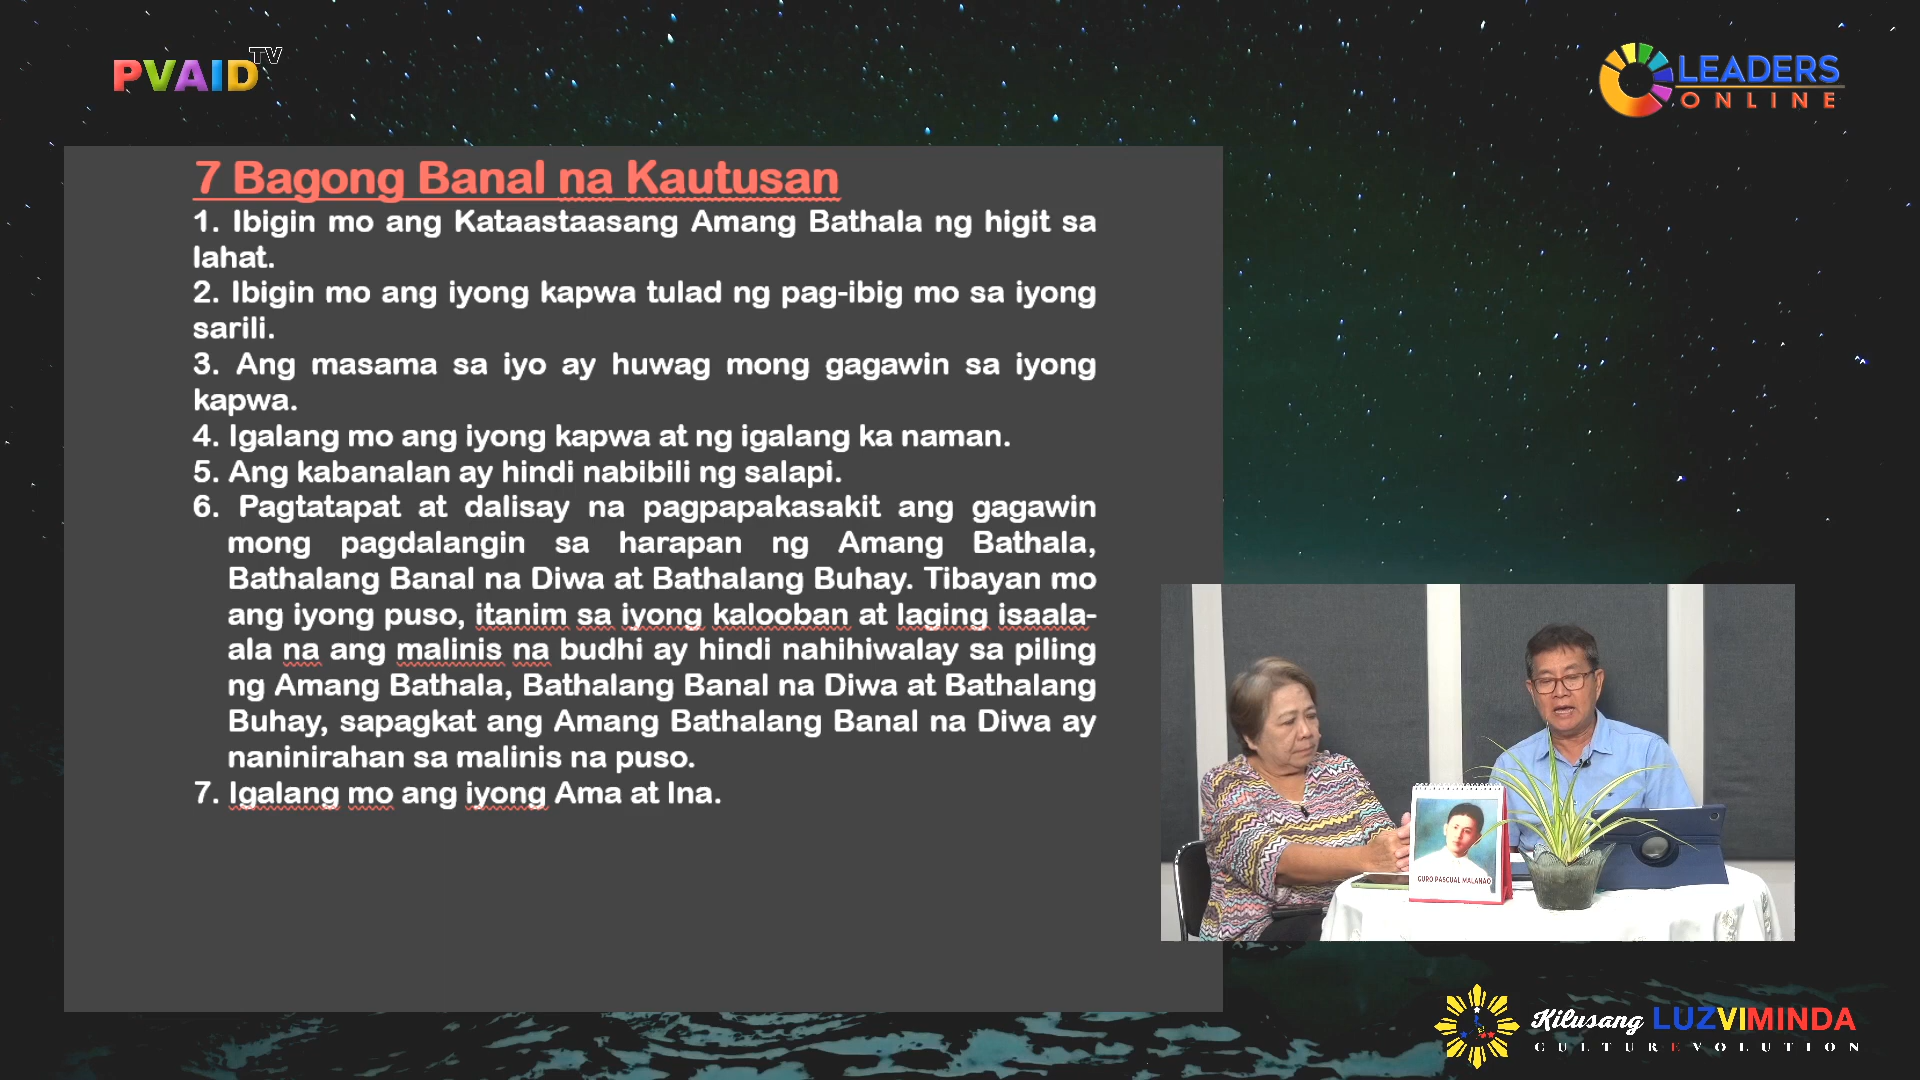 PVAID TV
LEADERS
ONLINE
7 Bagong Banal na Kautusan
1. Ibigin mo ang Kataastaasang Amang Bathala ng higit sa
lahat.
2. Ibigin mo ang iyong kapwa tulad ng pag-ibig mo sa iyong
sarili.
3. Ang masama sa iyo ay huwag mong gagawin sa iyong
kapwa.
4. Igalang mo ang iyong kapwa at ng igalang ka naman.
5. Ang kabanalan ay hindi nabibili ng salapi.
6. Pagtatapat at dalisay na pagpapakasakit ang gagawin
mong pagdalangin sa harapan ng Amang Bathala,
Bathalang Banal na Diwa at Bathalang Buhay. Tibayan mo
ang iyong puso, itanim sa iyong kalooban at laging isaala-
ala na ang malinis na budhi ay hindi nahihiwalay sa piling
ng Amang Bathala, Bathalang Banal na Diwa at Bathalang
Buhay, sapagkat ang Amang Bathalang Banal na Diwa ay
naninirahan sa malinis na puso.
7. Igalang mo ang iyong Ama at Ina.
GURO PASCUAL MALANAO
Kilusang LUZVIMINDA
CULTUREVOLUTION